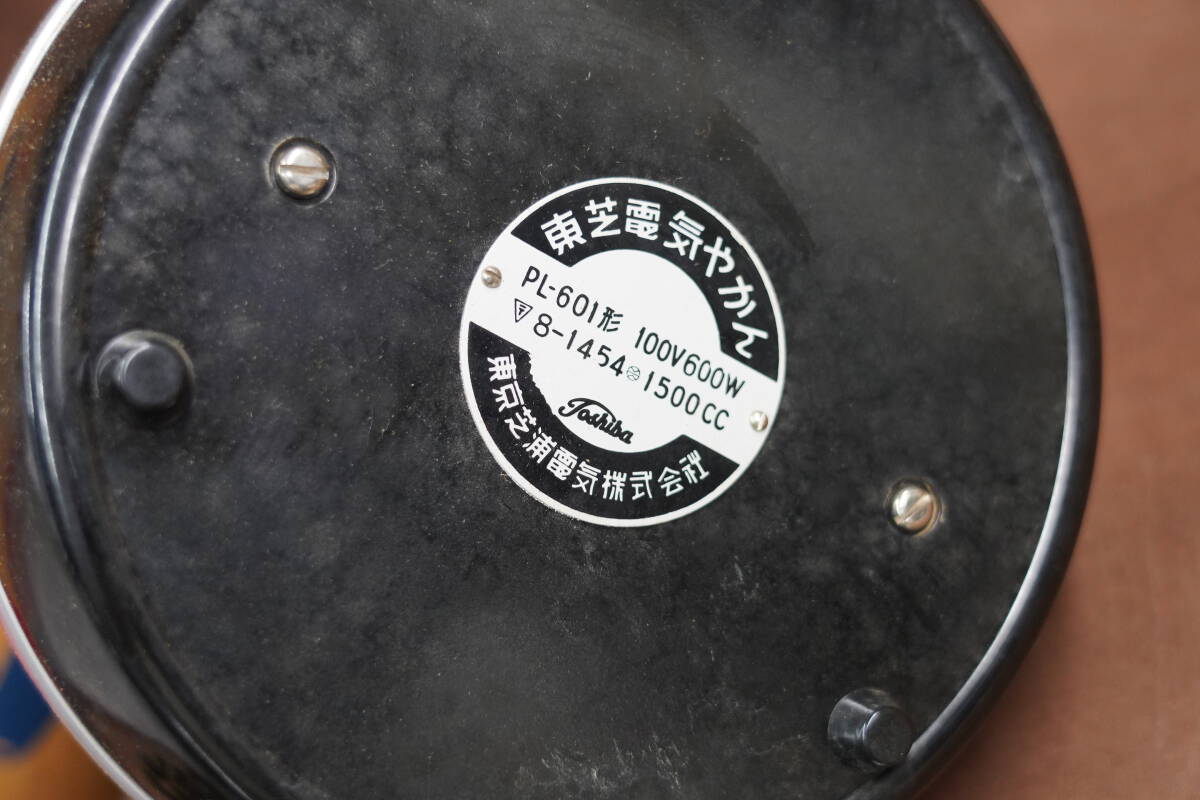 東芝電気やかん
PL-601形 100V600W
〒 8-1454 1500CC
Toshiba
東京芝浦電気株式会社